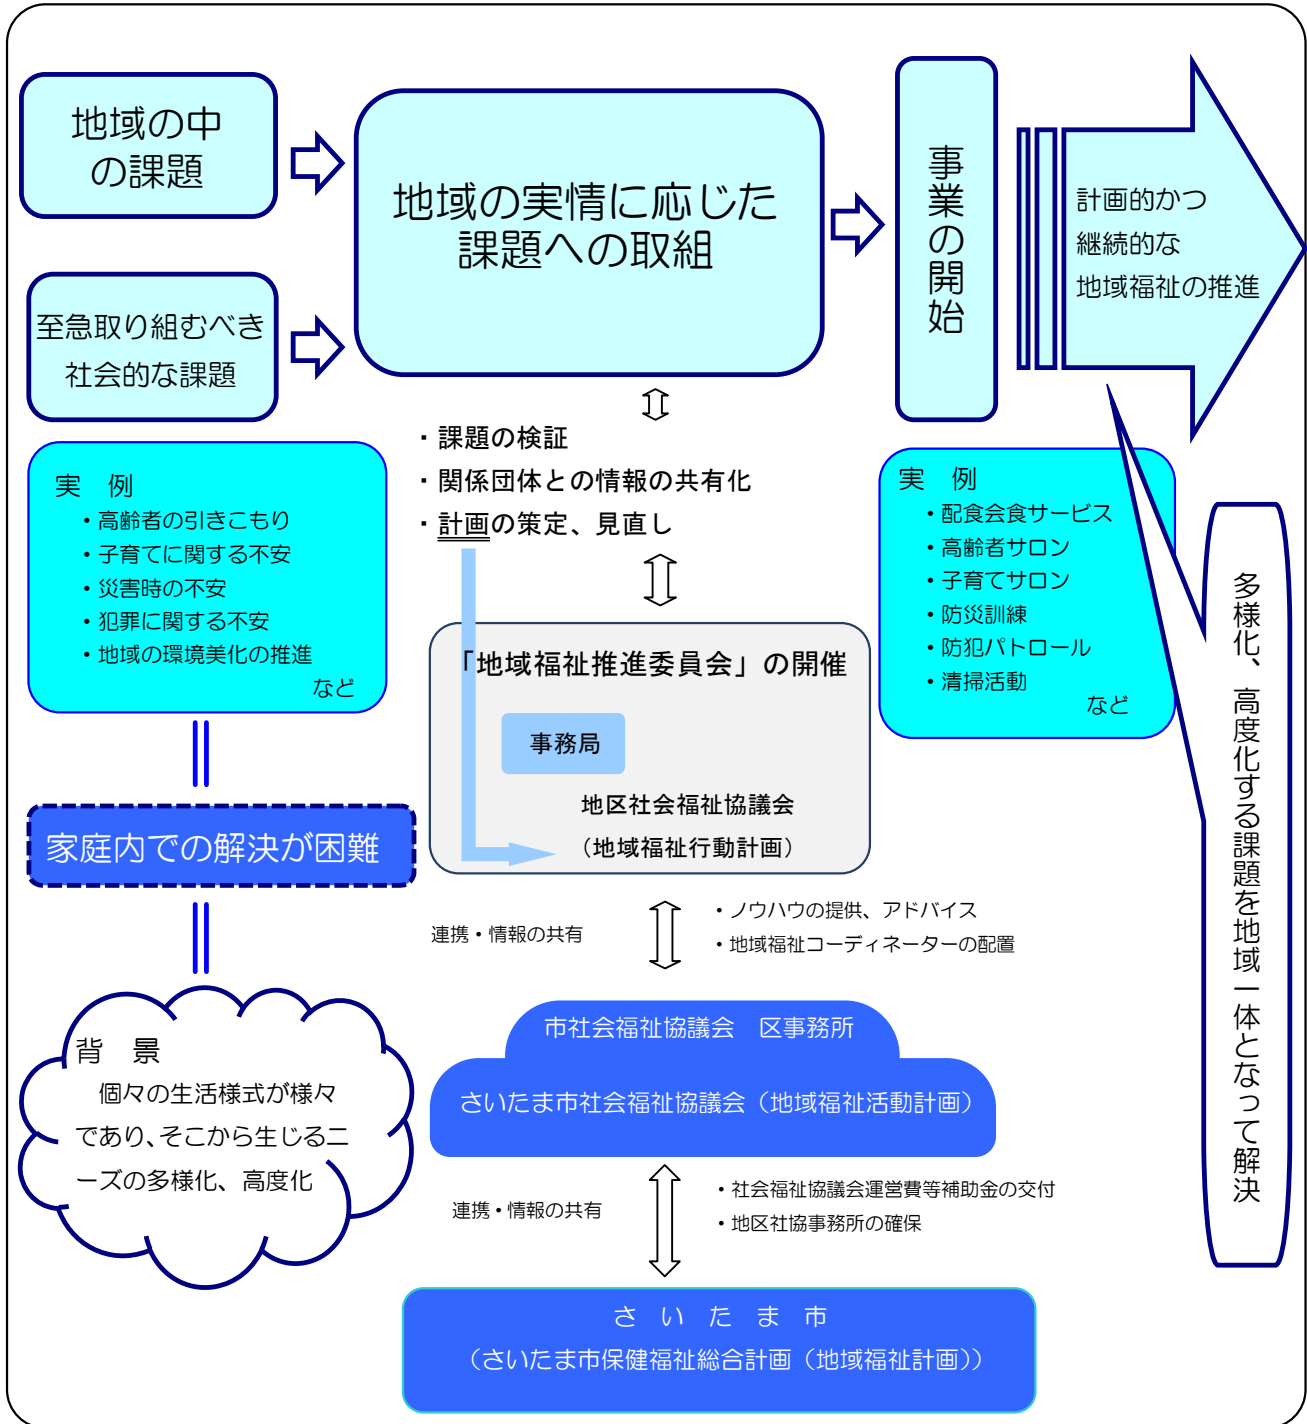 地域の中
の課題
至急取り組むべき
社会的な課題
地域の実情に応じた
課題への取組
事業の開始
計画的かつ
継続的な
地域福祉の推進
・課題の検証
・関係団体との情報の共有化
・計画の策定、見直し
実　例
・高齢者の引きこもり
・子育てに関する不安
・災害時の不安
・犯罪に関する不安
・地域の環境美化の推進
など
実　例
・配食会食サービス
・高齢者サロン
・子育てサロン
・防災訓練
・防犯パトロール
・清掃活動
など
多様化、高度化する課題を地域一体となって解決
「地域福祉推進委員会」の開催
事務局
地区社会福祉協議会
（地域福祉行動計画）
家庭内での解決が困難
連携・情報の共有
・ノウハウの提供、アドバイス
・地域福祉コーディネーターの配置
背　景
個々の生活様式が様々
であり、そこから生じるニ
ーズの多様化、高度化
市社会福祉協議会　区事務所
さいたま市社会福祉協議会（地域福祉活動計画）
連携・情報の共有
・社会福祉協議会運営費等補助金の交付
・地区社協事務所の確保
さ　い　た　ま　市
（さいたま市保健福祉総合計画（地域福祉計画））